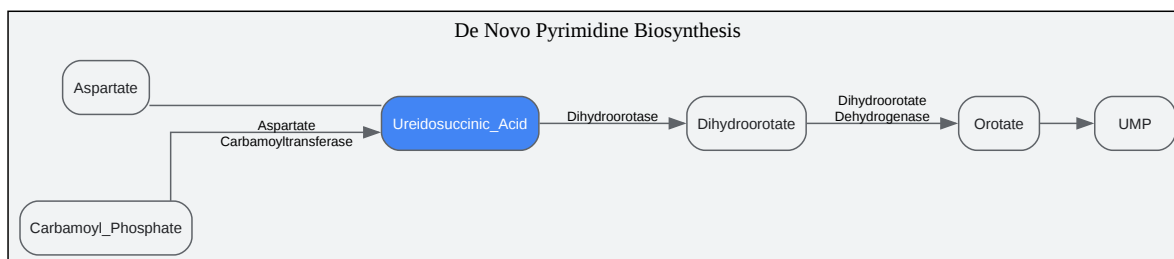 De Novo Pyrimidine Biosynthesis
Aspartate
Aspartate
Carbamoyltransferase
Carbamoyl_Phosphate
Ureidosuccinic_Acid
Dihydroorotase
Dihydroorotate
Dihydroorotate
Dehydrogenase
Orotate
UMP